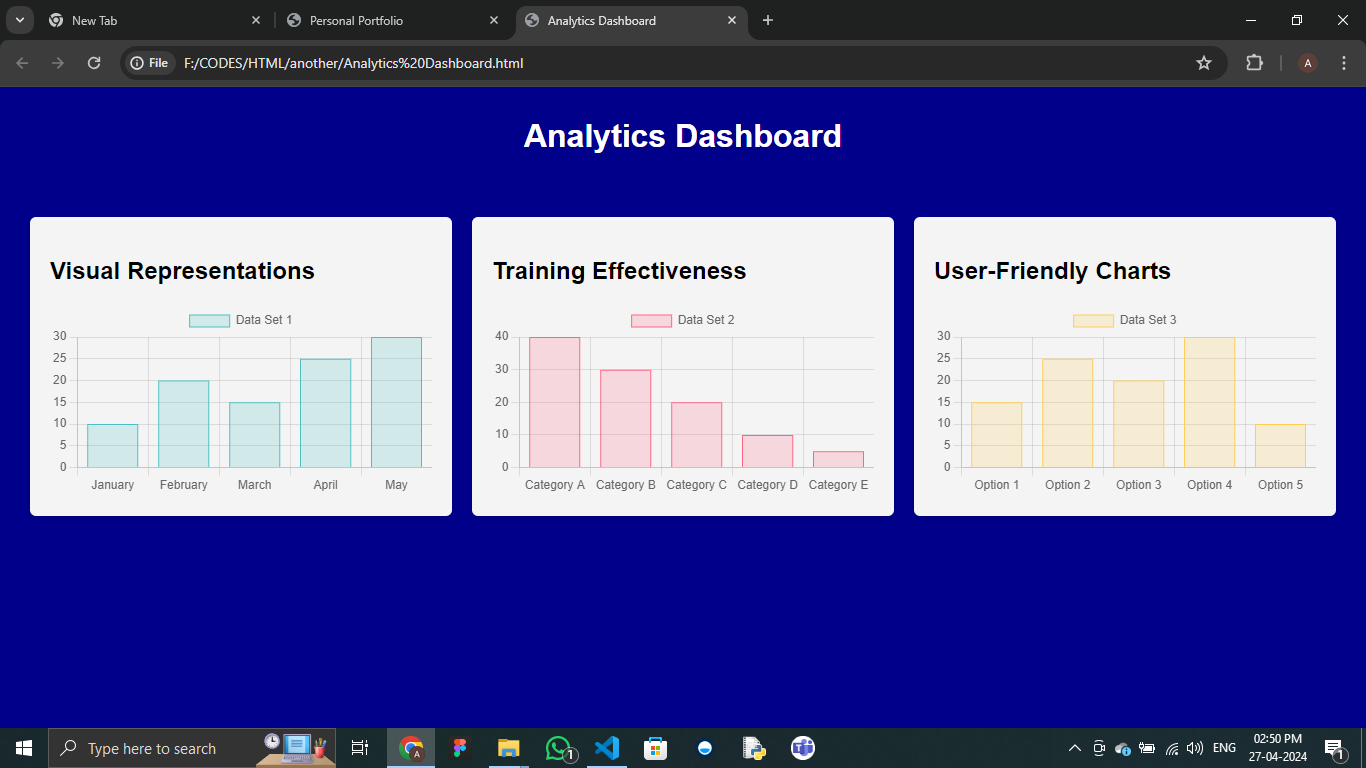 New Tab
Personal Portfolio
Analytics Dashboard
File
F:/CODES/HTML/another/Analytics%20Dashboard.html
A
Analytics Dashboard
Visual Representations
Data Set 1
30
25
20
15
10
5
0
January February March April May
Training Effectiveness
Data Set 2
40
30
20
10
0
Category A Category B Category C Category D Category E
User-Friendly Charts
Data Set 3
30
25
20
15
10
5
0
Option 1 Option 2 Option 3 Option 4 Option 5
Type here to search
A
1
ENG
02:50 PM
27-04-2024
1